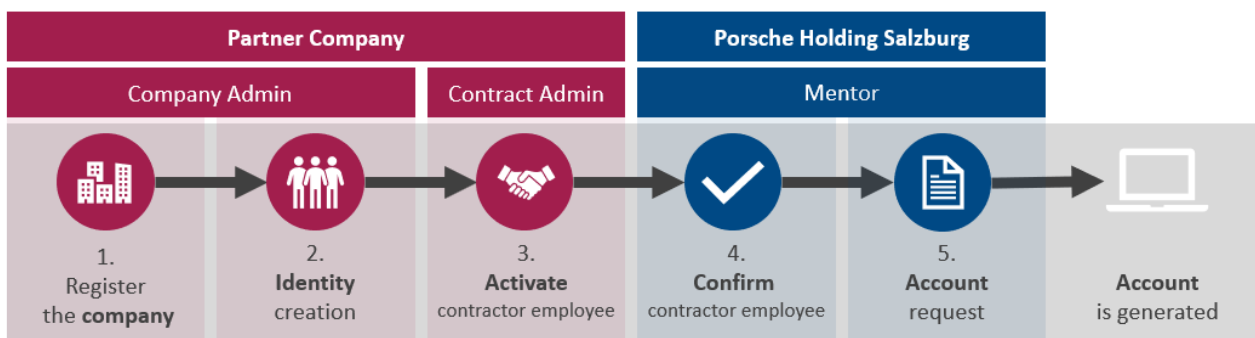 Partner Company
Porsche Holding Salzburg
Company Admin
Contract Admin
Mentor
1.
Register
the company
2.
Identity
creation
3.
Activate
contractor employee
4.
Confirm
contractor employee
5.
Account
request
Account
is generated